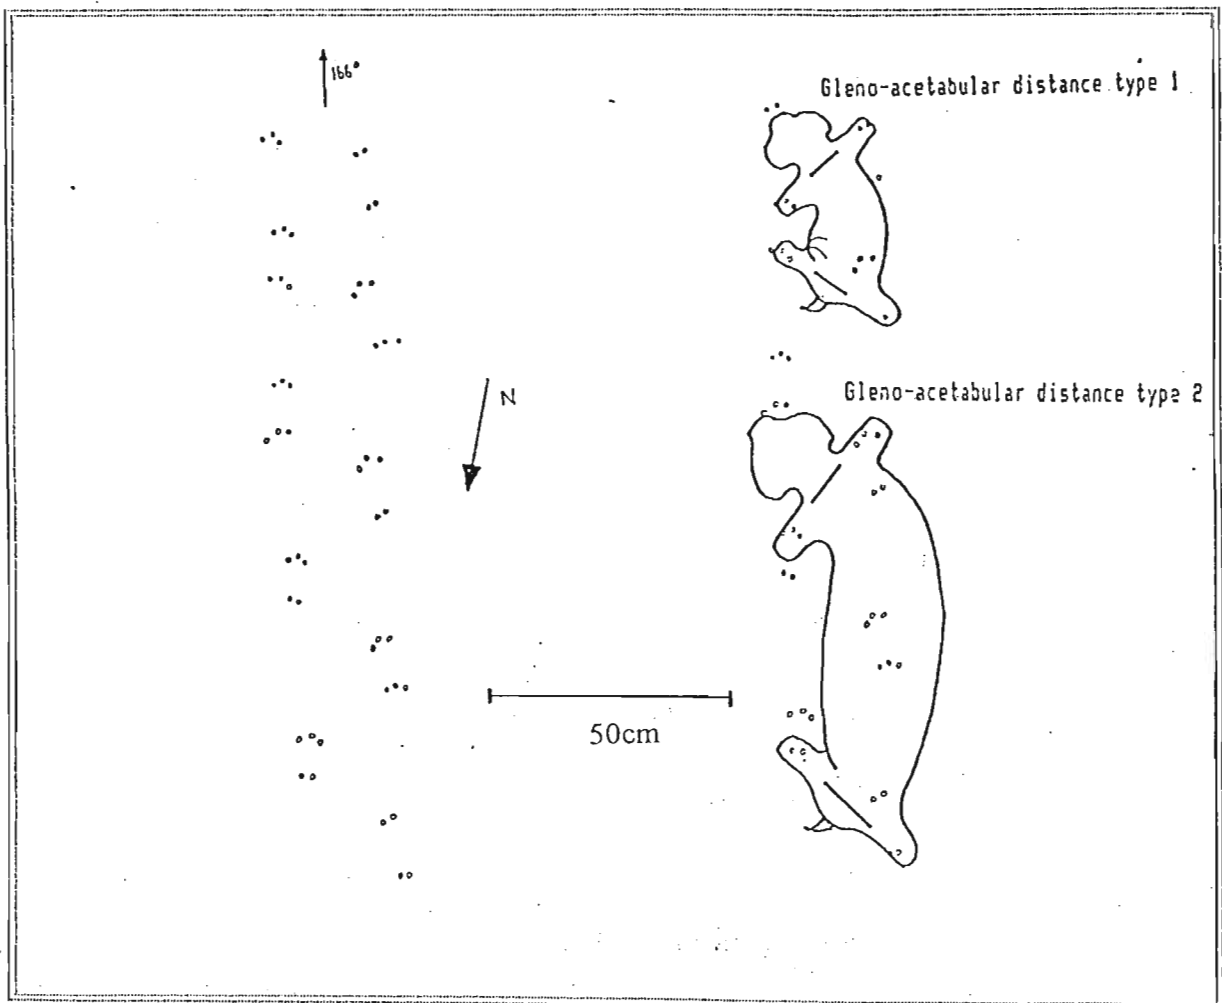 166°
Gleno-acetabular distance type 1
Gleno-acetabular distance type 2
N
50cm